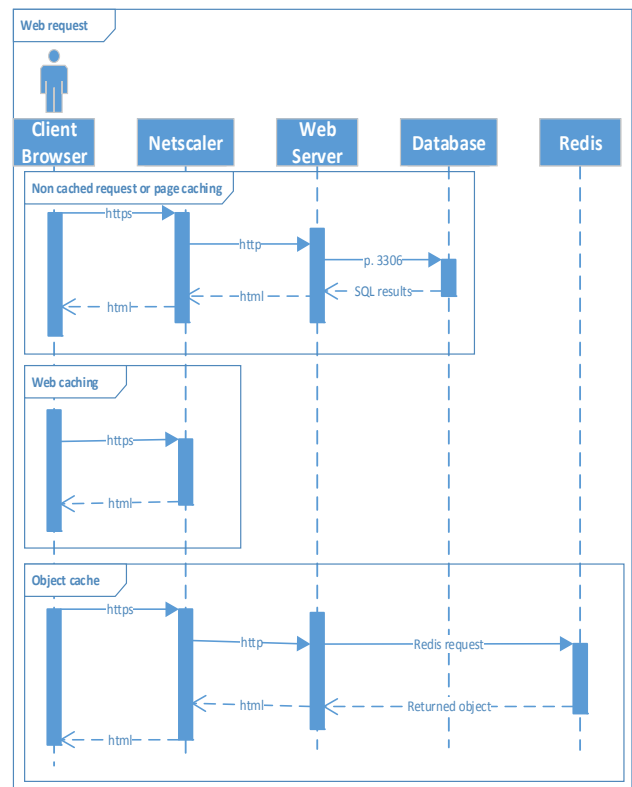 Web request
Client
Browser
Netscaler
Web
Server
Database
Redis
Non cached request or page caching
https
http
p. 3306
SQL results
html
html
Web caching
https
html
Object cache
https
http
Redis request
Returned object
html
html